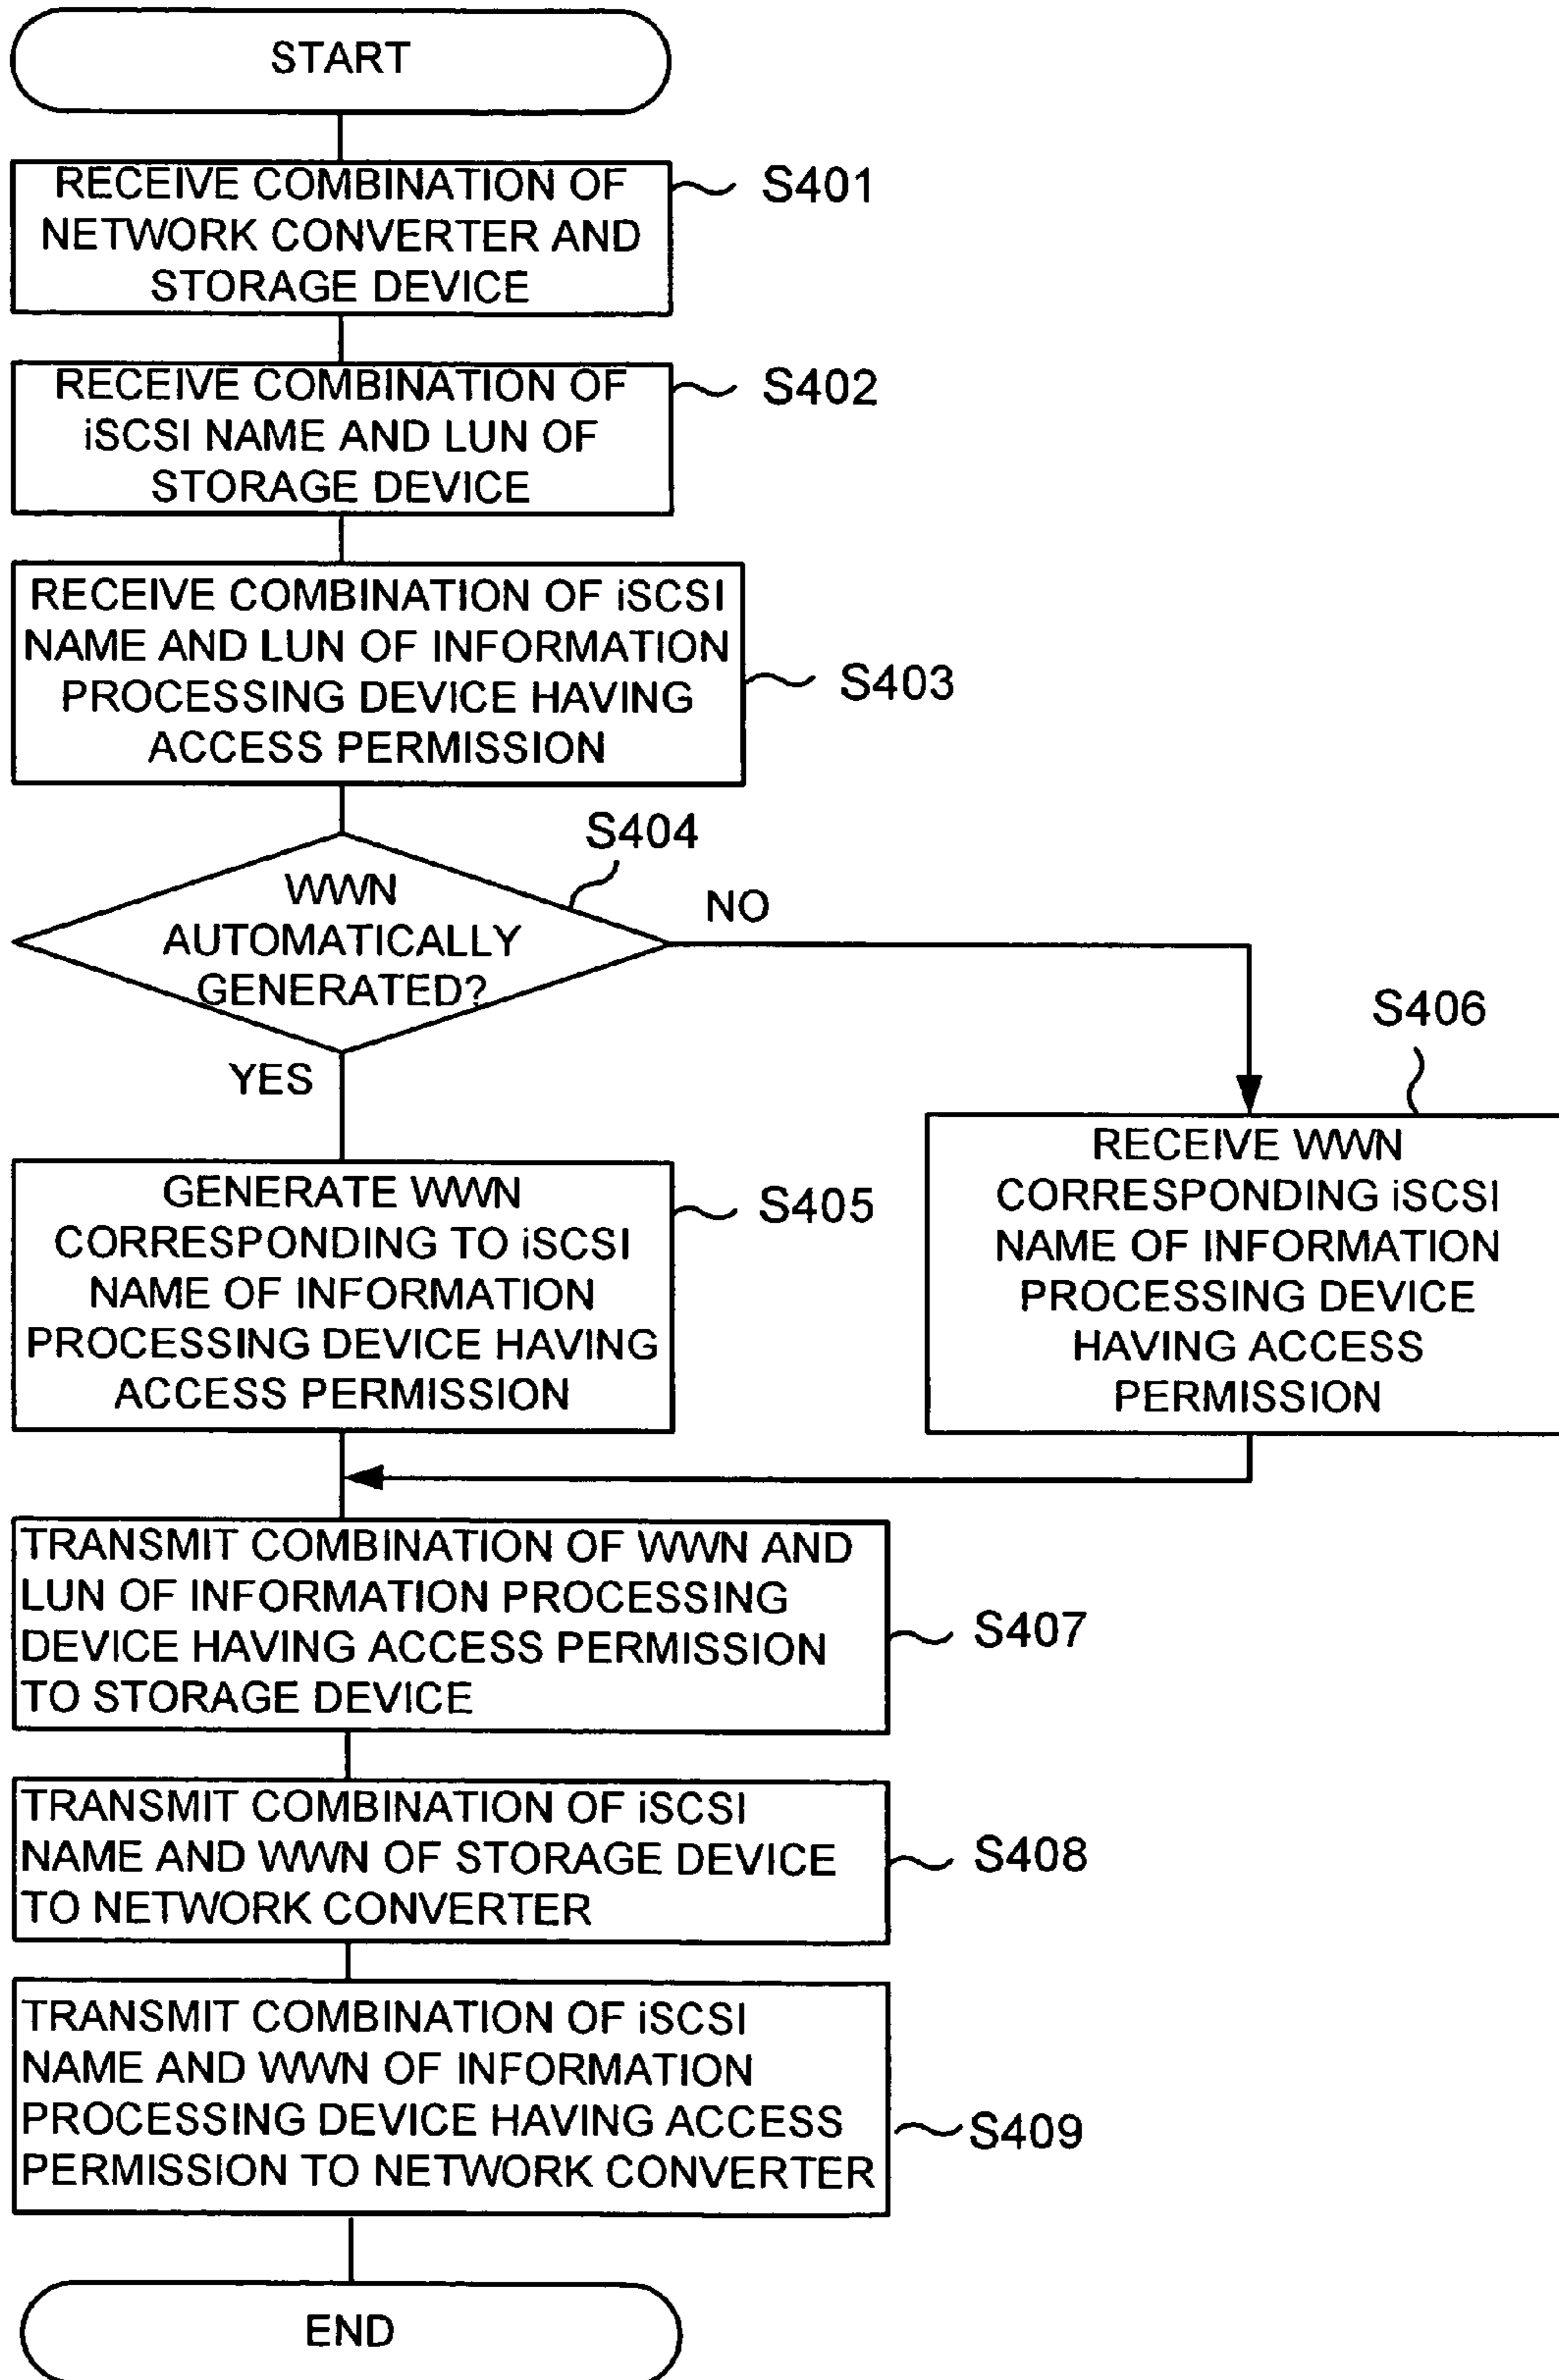 START
RECEIVE COMBINATION OF
NETWORK CONVERTER AND
STORAGE DEVICE
S401
RECEIVE COMBINATION OF
iSCSI NAME AND LUN OF
STORAGE DEVICE
S402
RECEIVE COMBINATION OF iSCSI
NAME AND LUN OF INFORMATION
PROCESSING DEVICE HAVING
ACCESS PERMISSION
S403
S404
WWN
AUTOMATICALLY
GENERATED?
NO
YES
GENERATE WWN
CORRESPONDING TO iSCSI
NAME OF INFORMATION
PROCESSING DEVICE HAVING
ACCESS PERMISSION
S405
S406
RECEIVE WWN
CORRESPONDING iSCSI
NAME OF INFORMATION
PROCESSING DEVICE
HAVING ACCESS
PERMISSION
TRANSMIT COMBINATION OF WWN AND
LUN OF INFORMATION PROCESSING
DEVICE HAVING ACCESS PERMISSION
TO STORAGE DEVICE
S407
TRANSMIT COMBINATION OF iSCSI
NAME AND WWN OF STORAGE DEVICE
TO NETWORK CONVERTER
S408
TRANSMIT COMBINATION OF iSCSI
NAME AND WWN OF INFORMATION
PROCESSING DEVICE HAVING ACCESS
PERMISSION TO NETWORK CONVERTER
S409
END